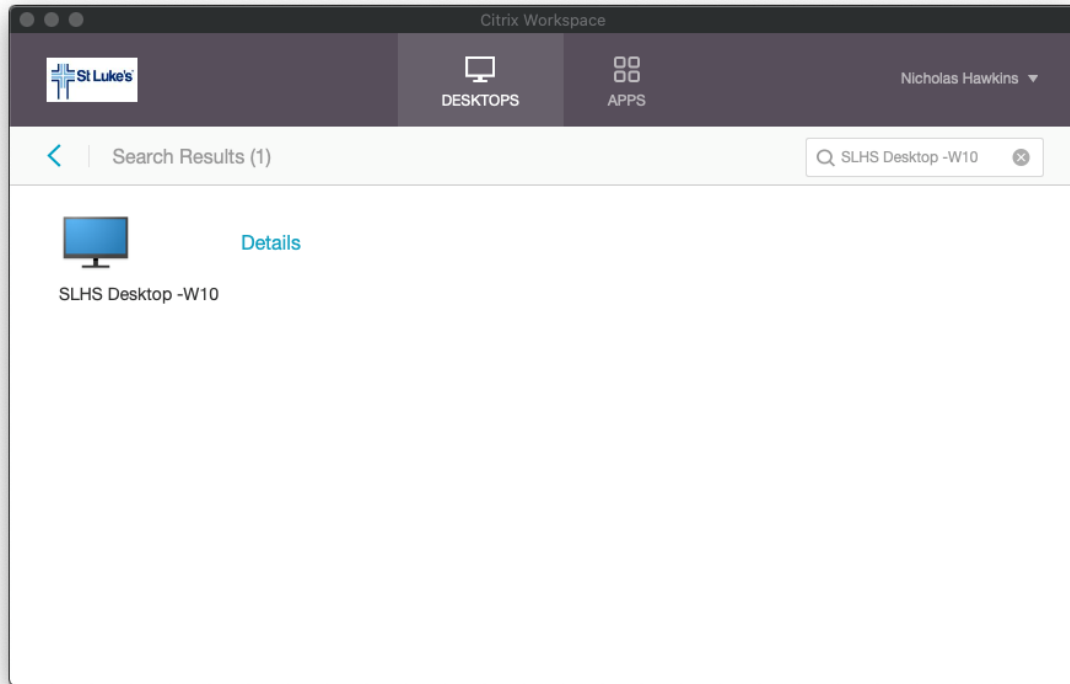 Citrix Workspace
St Luke's
DESKTOPS
APPS
Nicholas Hawkins
Search Results (1)
SLHS Desktop -W10
Details
SLHS Desktop -W10